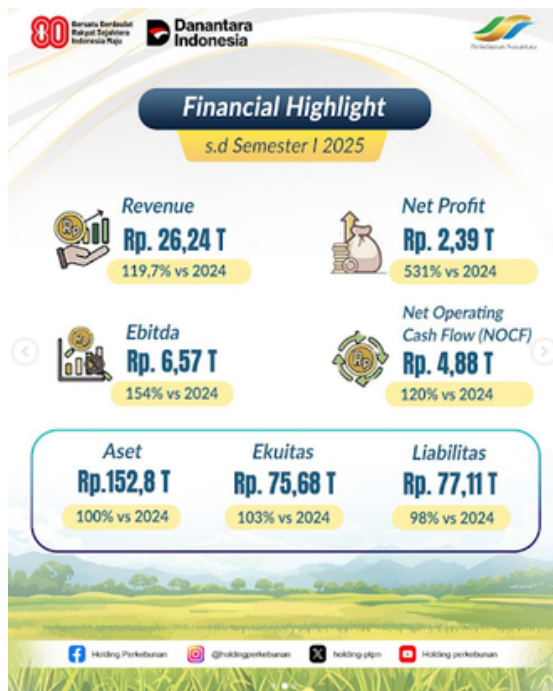 80 Bersatu Berdaulat
Rakyat Sejahtera
Indonesia Maju
Danantara
Indonesia
Perkebunan Nusantara
Financial Highlight
s.d Semester I 2025
Revenue
Rp. 26,24 T
119,7% vs 2024
Net Profit
Rp. 2,39 T
531% vs 2024
Ebitda
Rp. 6,57 T
154% vs 2024
Net Operating
Cash Flow (NOCF)
Rp. 4,88 T
120% vs 2024
Aset
Rp.152,8 T
100% vs 2024
Ekuitas
Rp. 75,68 T
103% vs 2024
Liabilitas
Rp. 77,11 T
98% vs 2024
Holding Perkebunan
@holdingperkebunan
holding ptpn
Holding perkebunan